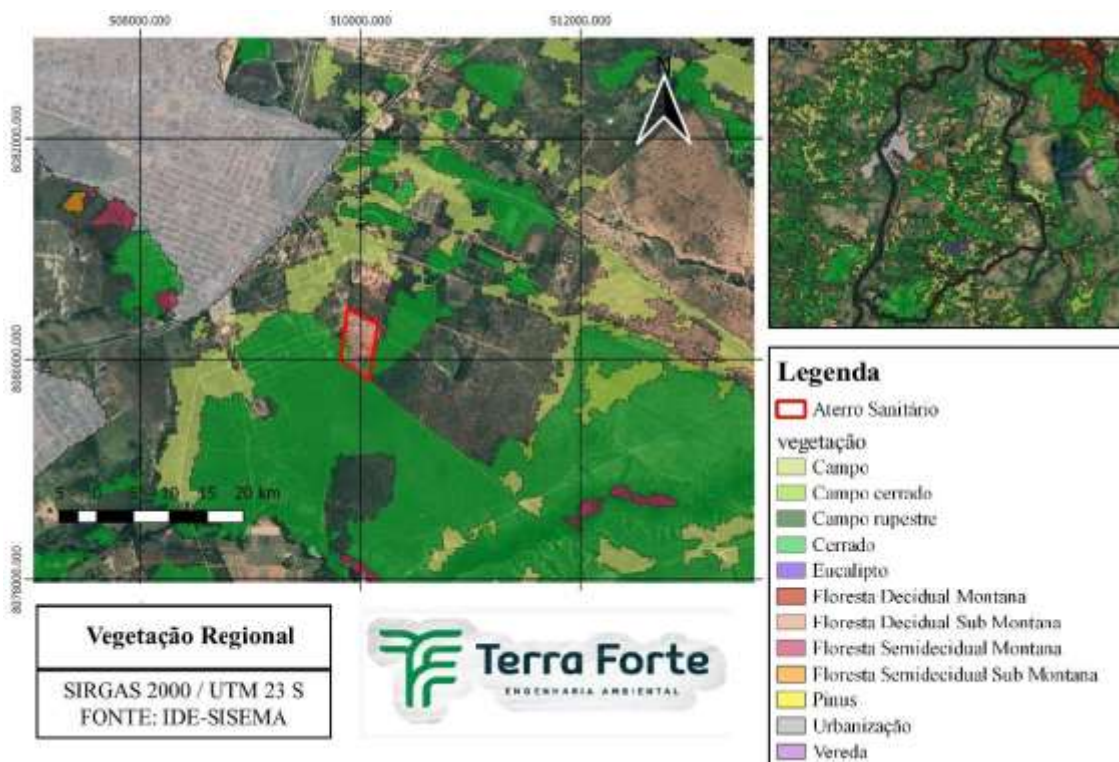 508000.000 510000.000 512000.000
8082000.000
8080000.000
8078000.000
N
5 0 5 10 15 20 km
Legenda
Aterro Sanitário
vegetação
Campo
Campo cerrado
Campo rupestre
Cerrado
Eucalipto
Floresta Decidual Montana
Floresta Decidual Sub Montana
Floresta Semidecidual Montana
Floresta Semidecidual Sub Montana
Pinus
Urbanização
Vereda
Vegetação Regional
SIRGAS 2000 / UTM 23 S
FONTE: IDE-SISEMA
Terra Forte
ENGENHARIA AMBIENTAL